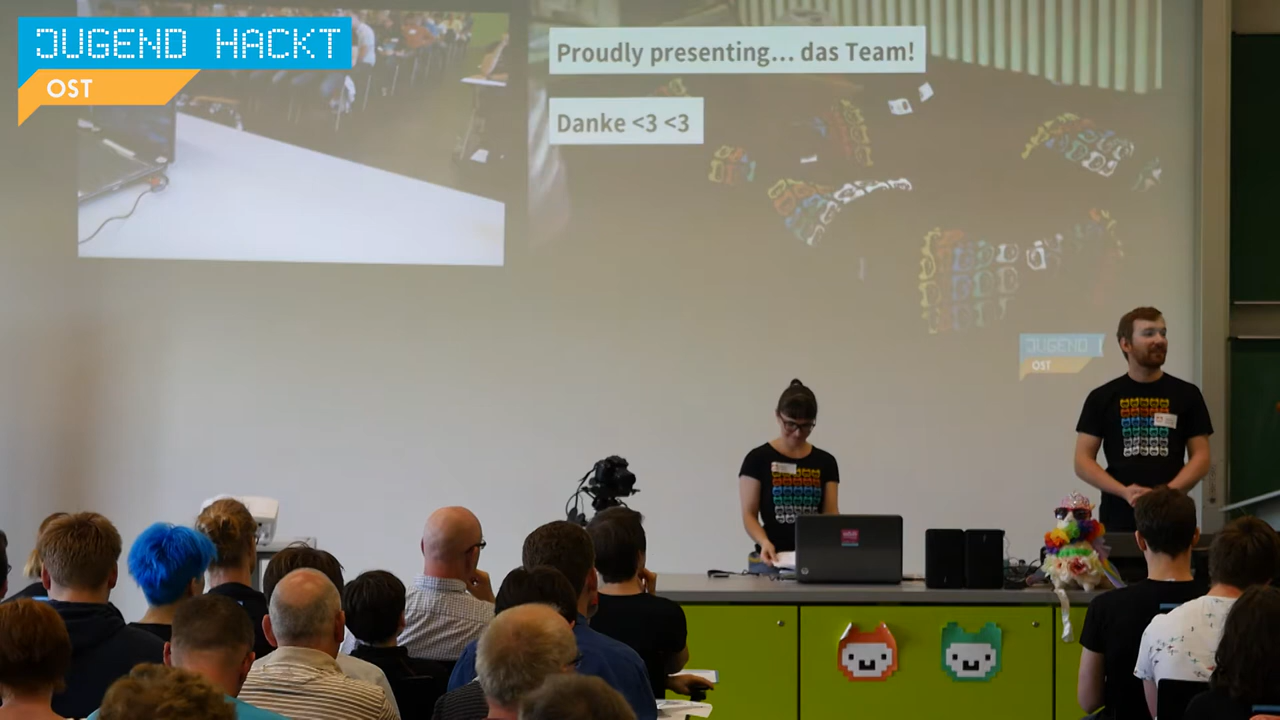 JUGEND HACKT
OST
Proudly presenting... das Team!
Danke <3 <3
JUGEND
OST